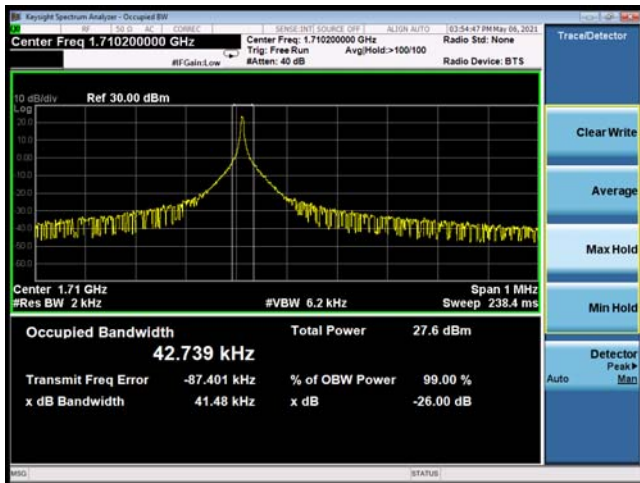 Keysight Spectrum Analyzer - Occupied BW
RF 50 Ω AC CORREC SENSE:INT SOURCE OFF ALIGN AUTO 03:54:47 PM May 06, 2021
Center Freq 1.710200000 GHz Center Freq: 1.710200000 GHz Radio Std: None
Trig: Free Run Avg|Hold:>100/100
#IFGain:Low #Atten: 40 dB Radio Device: BTS
Trace/Detector
10 dB/div Ref 30.00 dBm
Log
20.0
10.0
0.00
-10.0
-20.0
-30.0
-40.0
-50.0
-60.0
Center 1.71 GHz Span 1 MHz
#Res BW 2 kHz #VBW 6.2 kHz Sweep 238.4 ms
Occupied Bandwidth Total Power 27.6 dBm
42.739 kHz
Transmit Freq Error -87.401 kHz % of OBW Power 99.00 %
x dB Bandwidth 41.48 kHz x dB -26.00 dB
Clear Write
Average
Max Hold
Min Hold
Detector
Peak▶
Auto Man
MSG STATUS